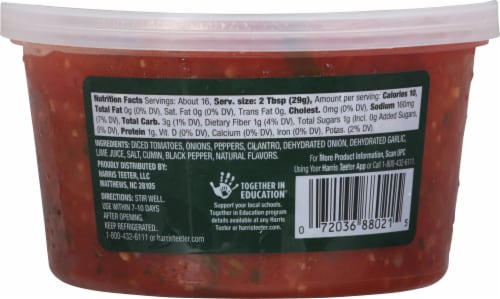 Nutrition Facts Servings: About 16, Serv. size: 2 Tbsp (29g), Amount per serving: Calories 10,
Total Fat 0g (0% DV), Sat. Fat 0g (0% DV), Trans Fat 0g, Cholest. 0mg (0% DV), Sodium 160mg
(7% DV), Total Carb. 3g (1% DV), Dietary Fiber 1g (4% DV), Total Sugars 1g (Incl. 0g Added Sugars,
0% DV), Protein 1g, Vit. D (0% DV), Calcium (0% DV), Iron (0% DV), Potas. (2% DV).
INGREDIENTS: DICED TOMATOES, ONIONS, PEPPERS, CILANTRO, DEHYDRATED ONION, DEHYDRATED GARLIC,
LIME JUICE, SALT, CUMIN, BLACK PEPPER, NATURAL FLAVORS.
PROUDLY DISTRIBUTED BY:
HARRIS TEETER, LLC
MATTHEWS, NC 28105
DIRECTIONS: STIR WELL.
USE WITHIN 7-10 DAYS
AFTER OPENING.
KEEP REFRIGERATED.
1-800-432-6111 or harristeeter.com
TOGETHER IN
EDUCATION®
Support your local schools.
Together in Education program
details available at any Harris
Teeter or harristeeter.com.
For More Product Information, Scan UPC
Using Your Harris Teeter App or Call 1-800-432-6111
0 72036 88021 5